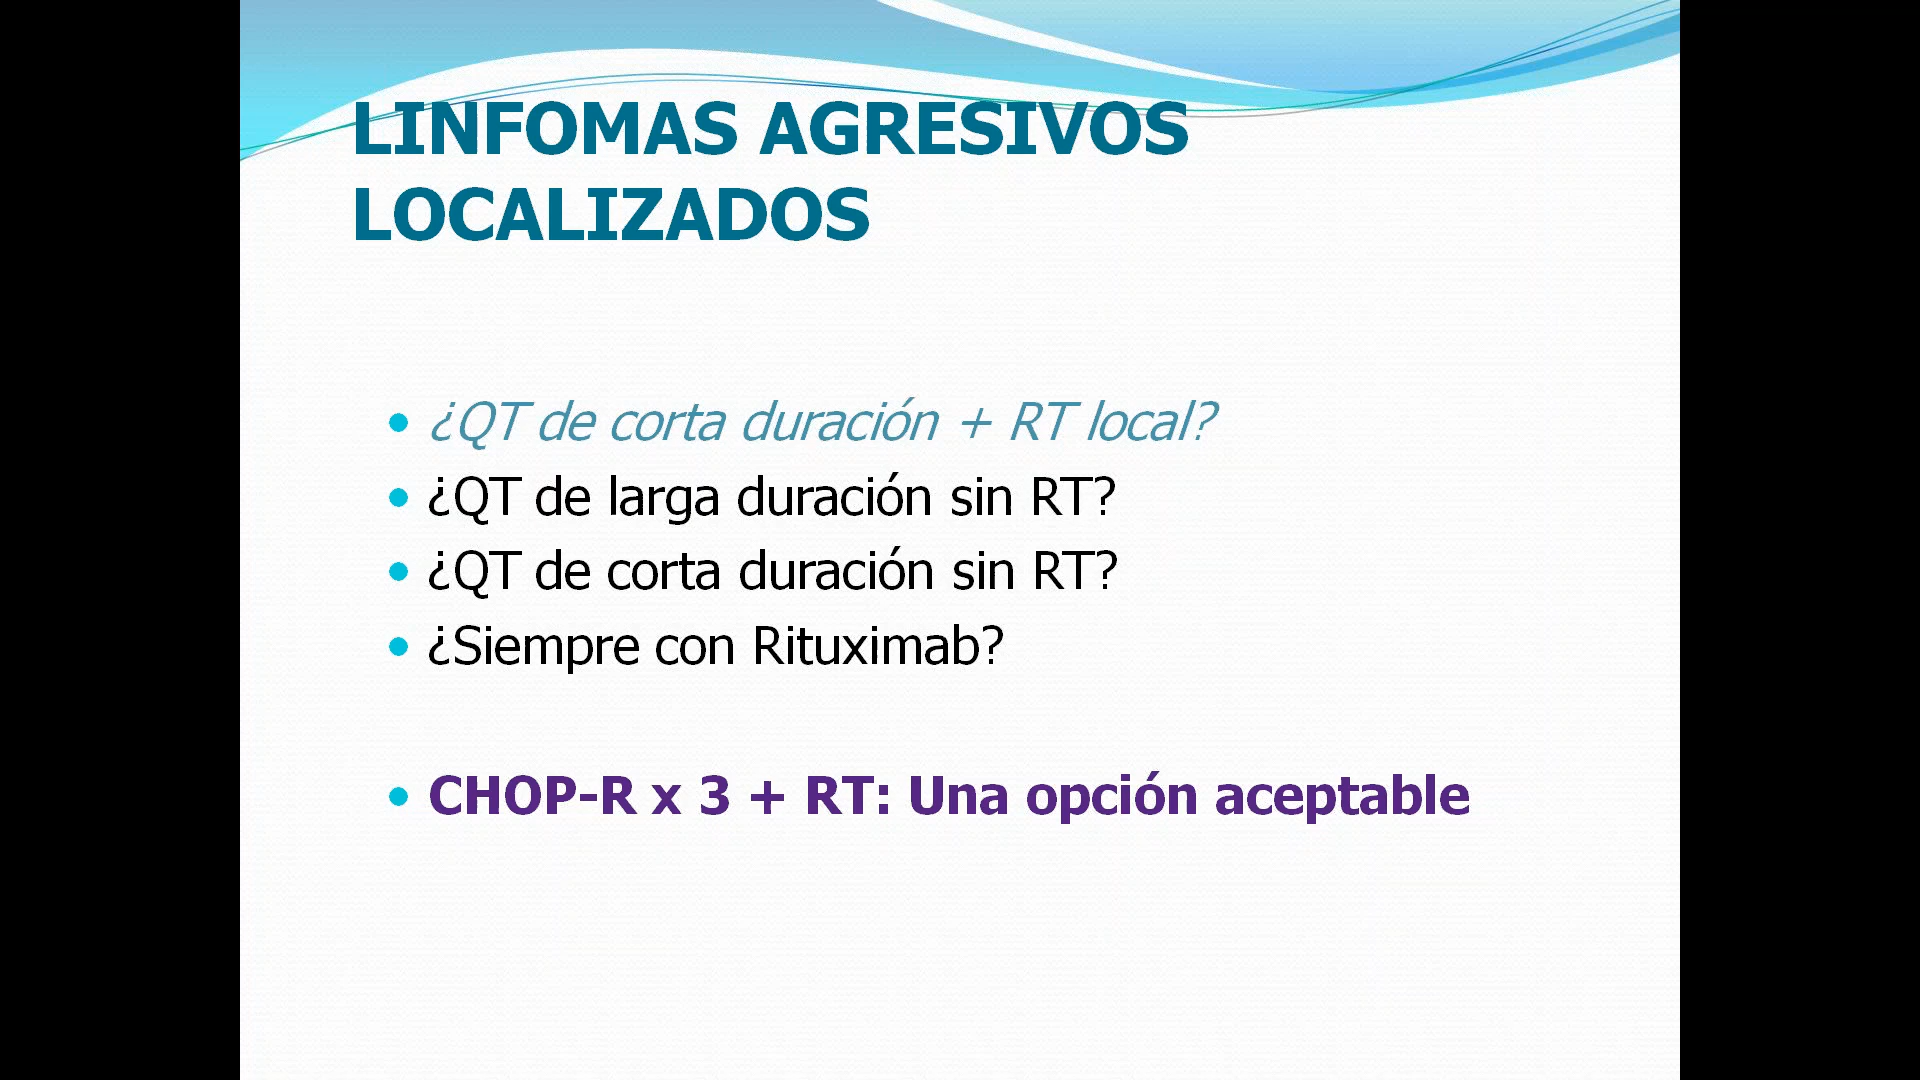 LINFOMAS AGRESIVOS
LOCALIZADOS
• ¿QT de corta duración + RT local?
• ¿QT de larga duración sin RT?
• ¿QT de corta duración sin RT?
• ¿Siempre con Rituximab?
• CHOP-R x 3 + RT: Una opción aceptable